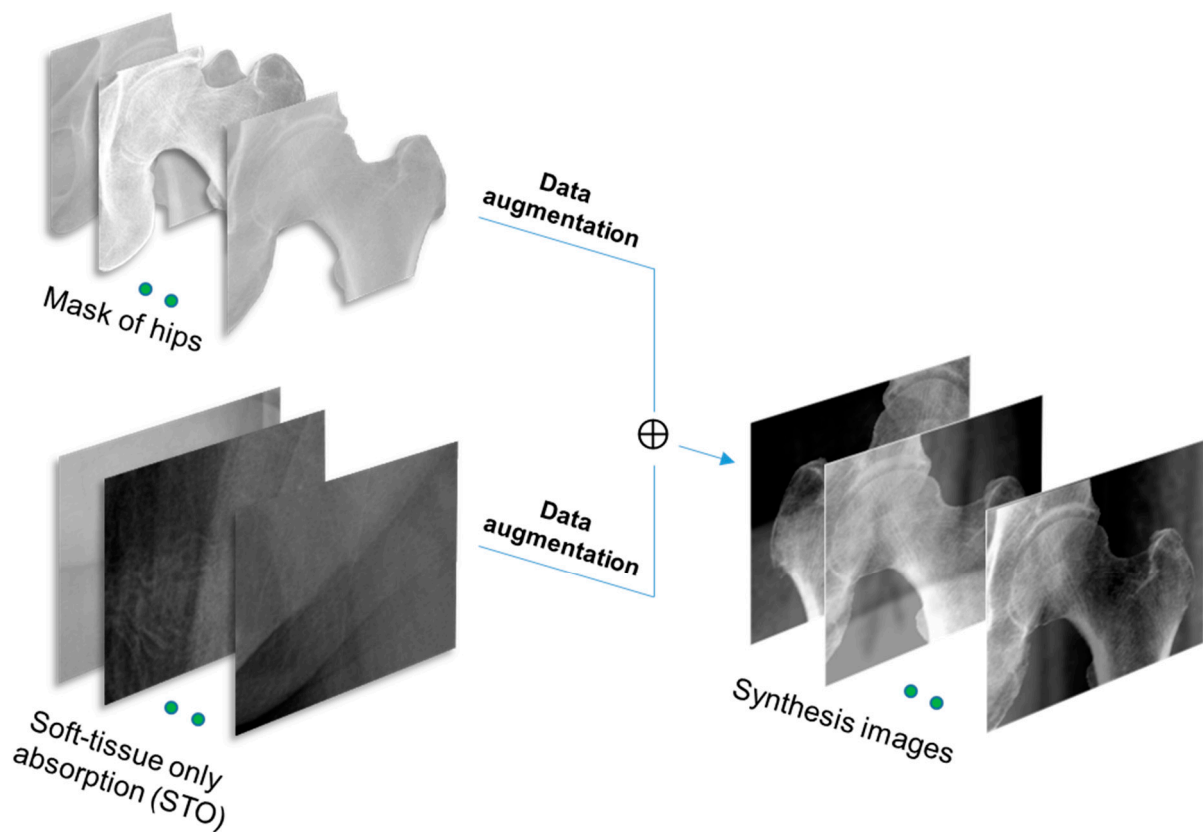 Data
augmentation
Mask of hips
Data
augmentation
Soft-tissue only
absorption (STO)
Synthesis images